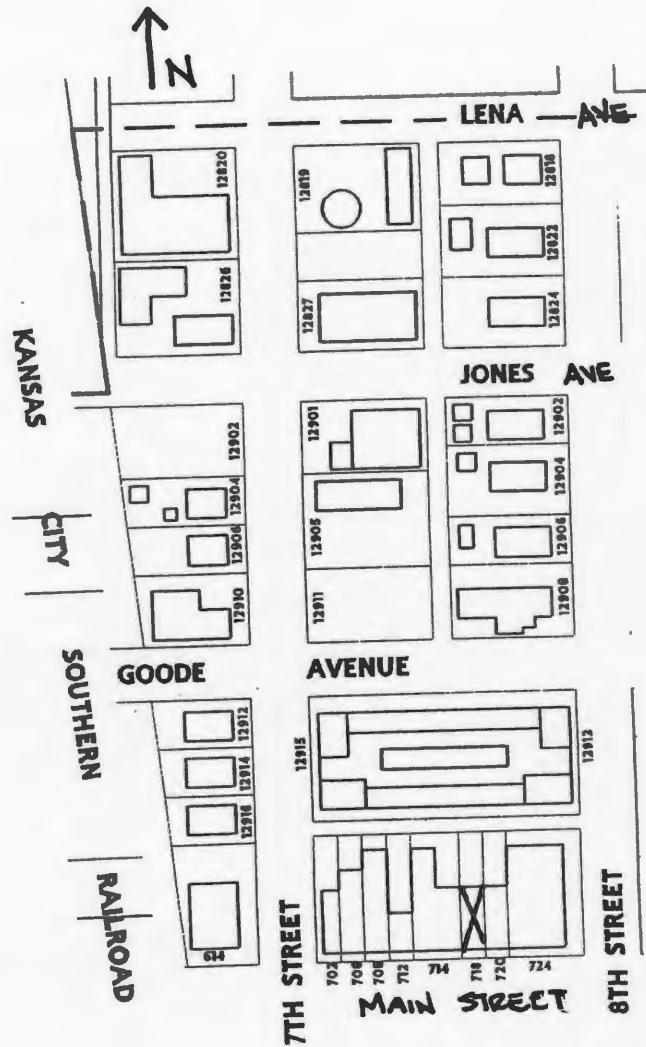 N
LENA AVE
12820
12819
12818
12822
12826
12827
12824
KANSAS
JONES AVE
12902
12901
12902
12904
12904
CITY
12906
12905
12906
12910
12911
12908
SOUTHERN
GOODE AVENUE
12912
12915
12912
12914
12916
RAILROAD
614
7TH STREET
702
706
708
712
714
718
720
724
8TH STREET
MAIN STREET